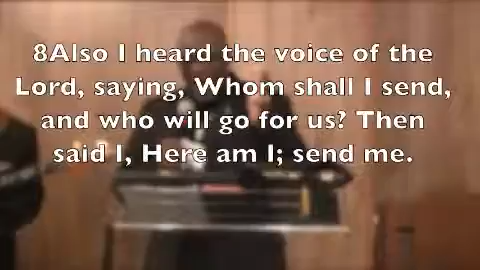 8Also I heard the voice of the
Lord, saying, Whom shall I send,
and who will go for us? Then
said I, Here am I; send me.